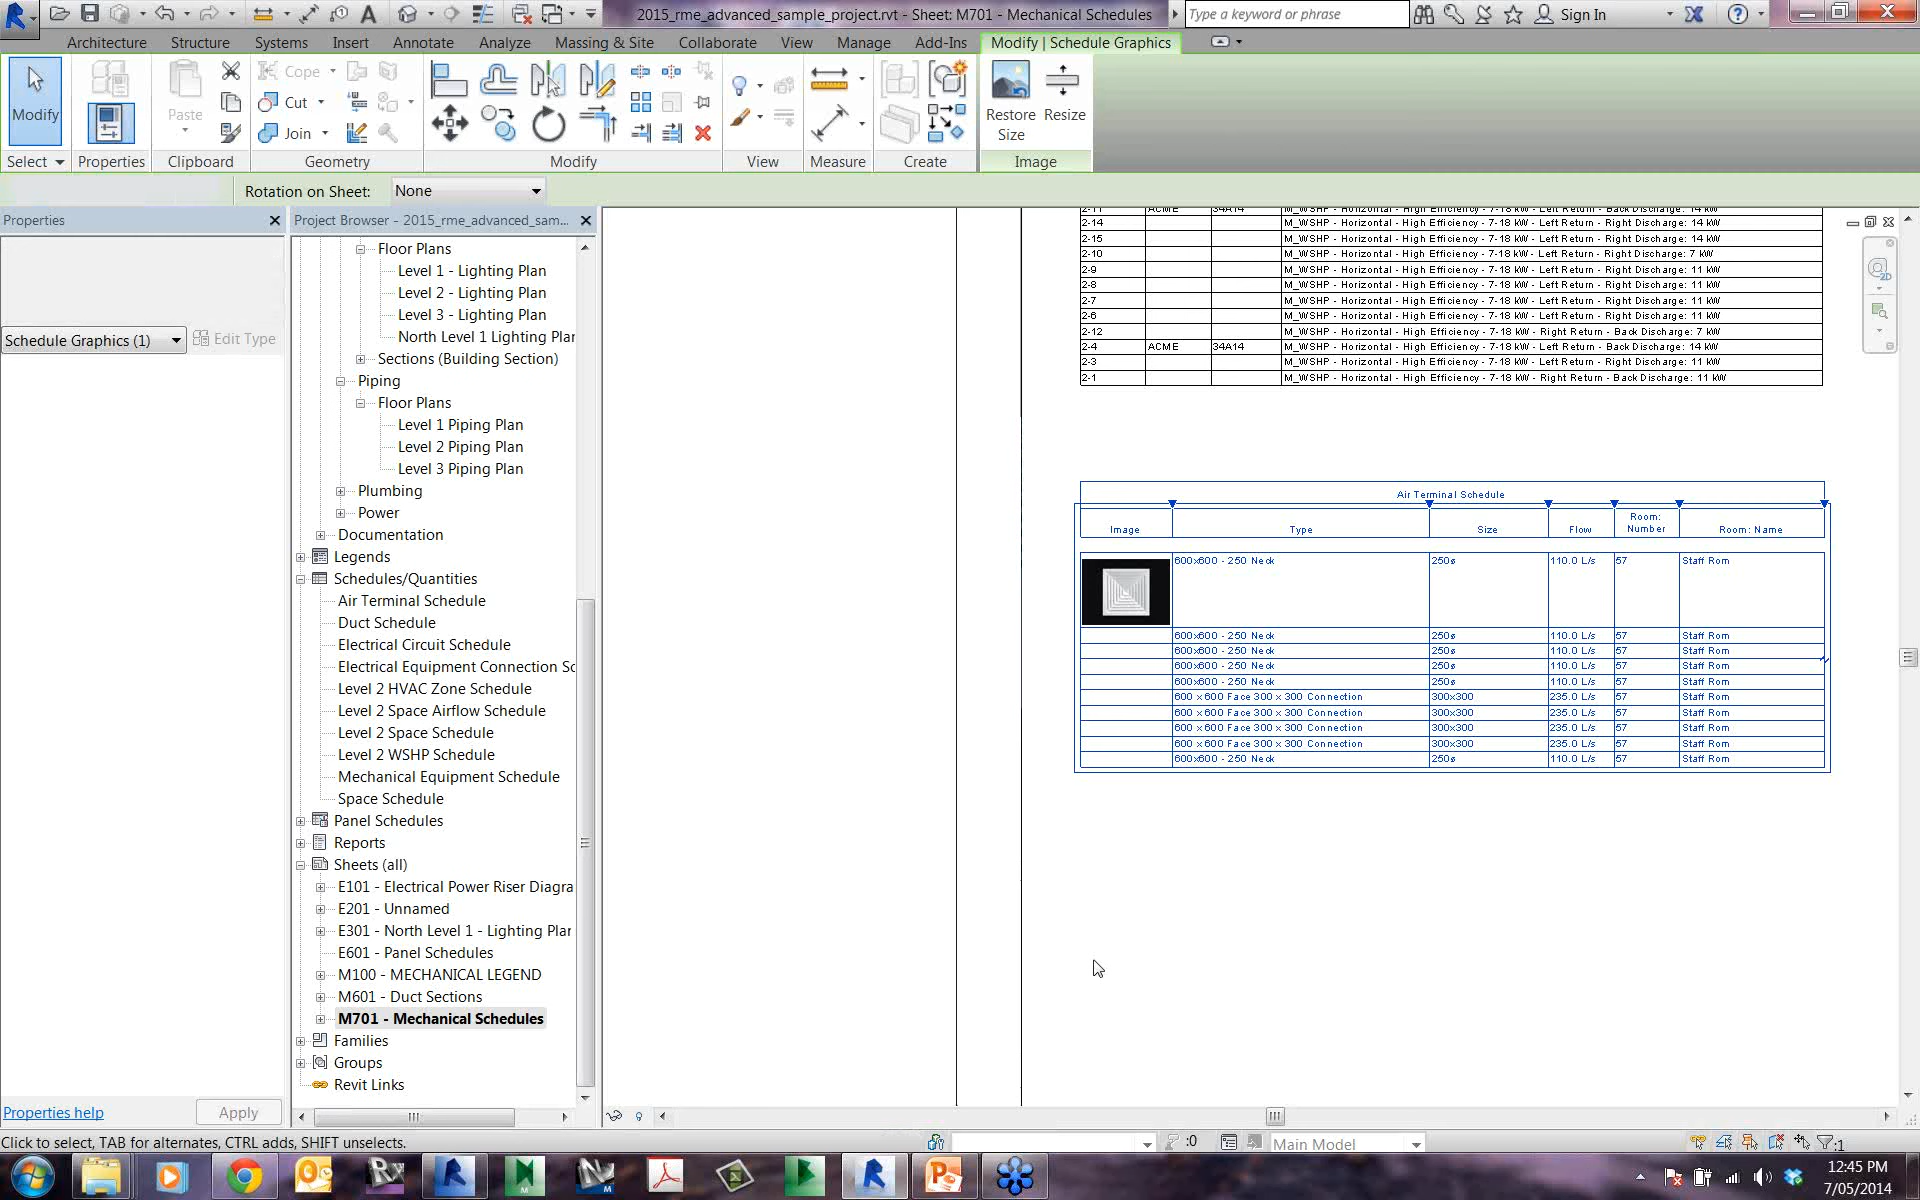 2015_rme_advanced_sample_project.rvt - Sheet: M701 - Mechanical Schedules
Type a keyword or phrase
Sign In
Architecture Structure Systems Insert Annotate Analyze Massing & Site Collaborate View Manage Add-Ins Modify | Schedule Graphics
Modify
Paste
Cope
Cut
Join
Restore Size
Resize
Select Properties Clipboard Geometry Modify View Measure Create Image
Rotation on Sheet: None
Properties
Schedule Graphics (1)
Edit Type
Properties help
Apply
Project Browser - 2015_rme_advanced_sam...
Floor Plans
Level 1 - Lighting Plan
Level 2 - Lighting Plan
Level 3 - Lighting Plan
North Level 1 Lighting Plar
Sections (Building Section)
Piping
Floor Plans
Level 1 Piping Plan
Level 2 Piping Plan
Level 3 Piping Plan
Plumbing
Power
Documentation
Legends
Schedules/Quantities
Air Terminal Schedule
Duct Schedule
Electrical Circuit Schedule
Electrical Equipment Connection Sc
Level 2 HVAC Zone Schedule
Level 2 Space Airflow Schedule
Level 2 Space Schedule
Level 2 WSHP Schedule
Mechanical Equipment Schedule
Space Schedule
Panel Schedules
Reports
Sheets (all)
E101 - Electrical Power Riser Diagra
E201 - Unnamed
E301 - North Level 1 - Lighting Plar
E601 - Panel Schedules
M100 - MECHANICAL LEGEND
M601 - Duct Sections
M701 - Mechanical Schedules
Families
Groups
Revit Links
2-11 ACME 34A14 M_WSHP - Horizontal - High Efficiency - 7-18 kW - Left Return - Back Discharge: 14 kW
2-14 M_WSHP - Horizontal - High Efficiency - 7-18 kW - Left Return - Right Discharge: 14 kW
2-15 M_WSHP - Horizontal - High Efficiency - 7-18 kW - Left Return - Right Discharge: 14 kW
2-10 M_WSHP - Horizontal - High Efficiency - 7-18 kW - Left Return - Right Discharge: 7 kW
2-9 M_WSHP - Horizontal - High Efficiency - 7-18 kW - Left Return - Right Discharge: 11 kW
2-8 M_WSHP - Horizontal - High Efficiency - 7-18 kW - Left Return - Right Discharge: 11 kW
2-7 M_WSHP - Horizontal - High Efficiency - 7-18 kW - Left Return - Right Discharge: 11 kW
2-6 M_WSHP - Horizontal - High Efficiency - 7-18 kW - Left Return - Right Discharge: 11 kW
2-12 M_WSHP - Horizontal - High Efficiency - 7-18 kW - Right Return - Back Discharge: 7 kW
2-4 ACME 34A14 M_WSHP - Horizontal - High Efficiency - 7-18 kW - Left Return - Back Discharge: 14 kW
2-3 M_WSHP - Horizontal - High Efficiency - 7-18 kW - Left Return - Right Discharge: 11 kW
2-1 M_WSHP - Horizontal - High Efficiency - 7-18 kW - Right Return - Back Discharge: 11 kW
Air Terminal Schedule
Image Type Size Flow Room: Number Room: Name
600x600 - 250 Neck 250ø 110.0 L/s 57 Staff Rom
600x600 - 250 Neck 250ø 110.0 L/s 57 Staff Rom
600x600 - 250 Neck 250ø 110.0 L/s 57 Staff Rom
600x600 - 250 Neck 250ø 110.0 L/s 57 Staff Rom
600x600 - 250 Neck 250ø 110.0 L/s 57 Staff Rom
600 x 600 Face 300 x 300 Connection 300x300 235.0 L/s 57 Staff Rom
600 x 600 Face 300 x 300 Connection 300x300 235.0 L/s 57 Staff Rom
600 x 600 Face 300 x 300 Connection 300x300 235.0 L/s 57 Staff Rom
600 x 600 Face 300 x 300 Connection 300x300 235.0 L/s 57 Staff Rom
600x600 - 250 Neck 250ø 110.0 L/s 57 Staff Rom
2D
Click to select, TAB for alternates, CTRL adds, SHIFT unselects.
:0
Main Model
:1
12:45 PM
7/05/2014